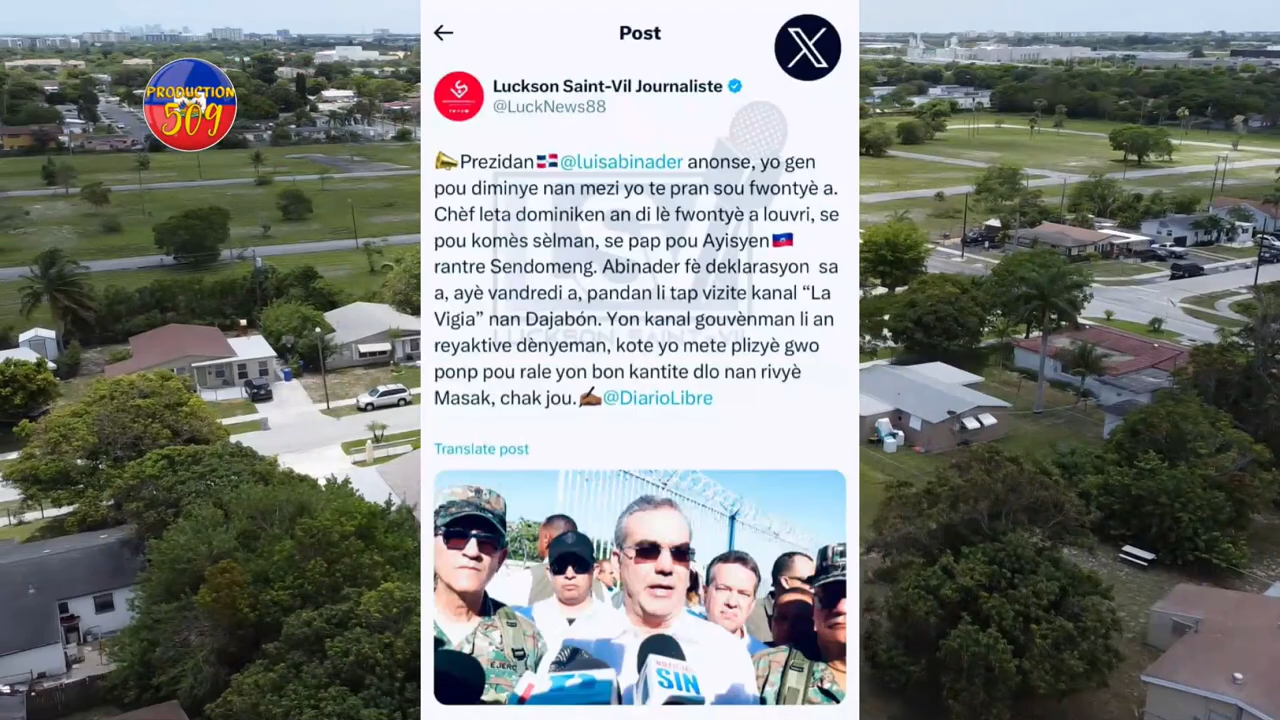 PRODUCTION
509
Post
X
Luckson Saint-Vil Journaliste
@LuckNews88
Prezidan @luisabinader anonse, yo gen
pou diminye nan mezi yo te pran sou fwontyè a.
Chèf leta dominiken an di lè fwontyè a louvri, se
pou komès sèlman, se pap pou Ayisyen
rantre Sendomeng. Abinader fè deklarasyon sa
a, ayè vandredi a, pandan li tap vizite kanal “La
Vigia” nan Dajabón. Yon kanal gouvènman li an
reyaktive dènyeman, kote yo mete plizyè gwo
ponp pou rale yon bon kantite dlo nan rivyè
Masak, chak jou. @DiarioLibre
LUCKSON SAINT-VIL
Translate post
EJERC
SIN